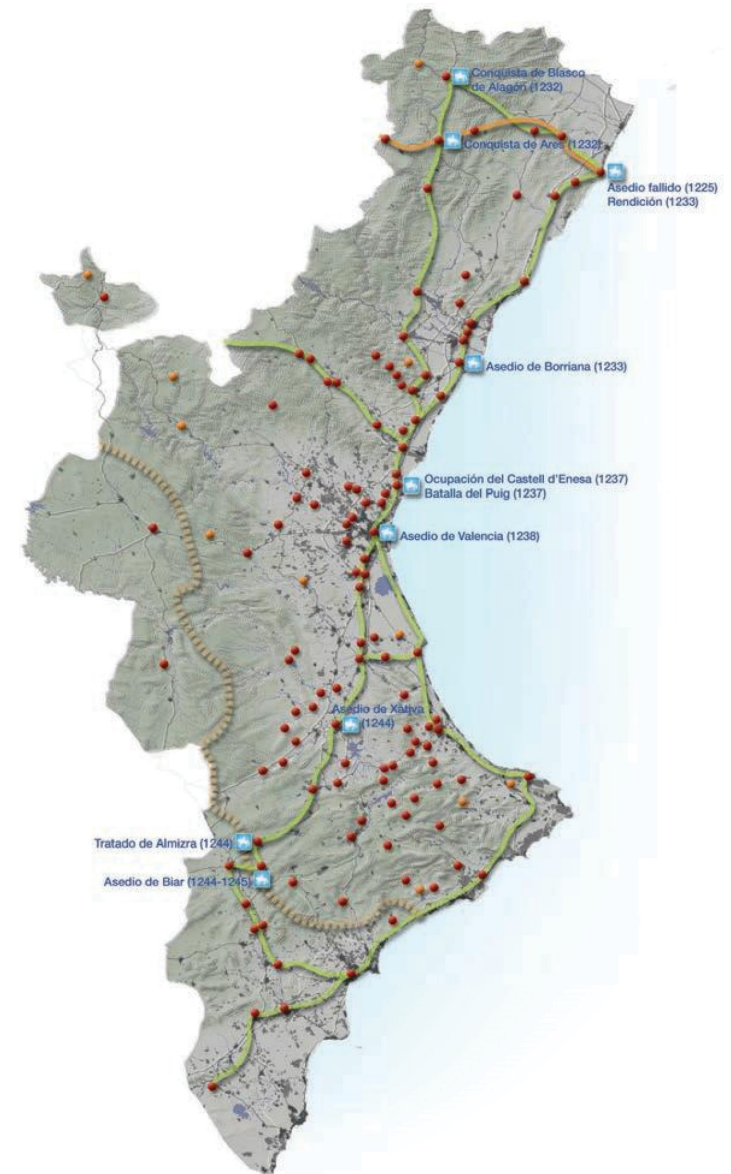 Conquista de Blasco
de Alagón (1232)
Conquista de Ares (1232)
Asedio fallido (1225)
Rendición (1233)
Asedio de Borriana (1233)
Ocupación del Castell d'Enesa (1237)
Batalla del Puig (1237)
Asedio de Valencia (1238)
Asedio de Xàtiva
(1244)
Tratado de Almizra (1244)
Asedio de Biar (1244-1245)